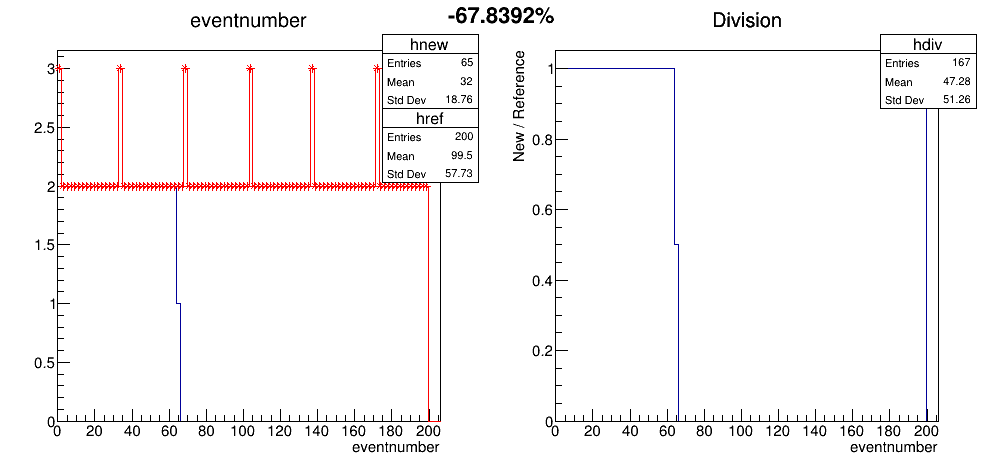 -67.8392%
eventnumber
hnew
Entries 65
Mean 32
Std Dev 18.76
href
Entries 200
Mean 99.5
Std Dev 57.73
3
2.5
2
1.5
1
0.5
0
0 20 40 60 80 100 120 140 160 180 200
eventnumber
Division
hdiv
Entries 167
Mean 47.28
Std Dev 51.26
New / Reference
1
0.8
0.6
0.4
0.2
0
0 20 40 60 80 100 120 140 160 180 200
eventnumber